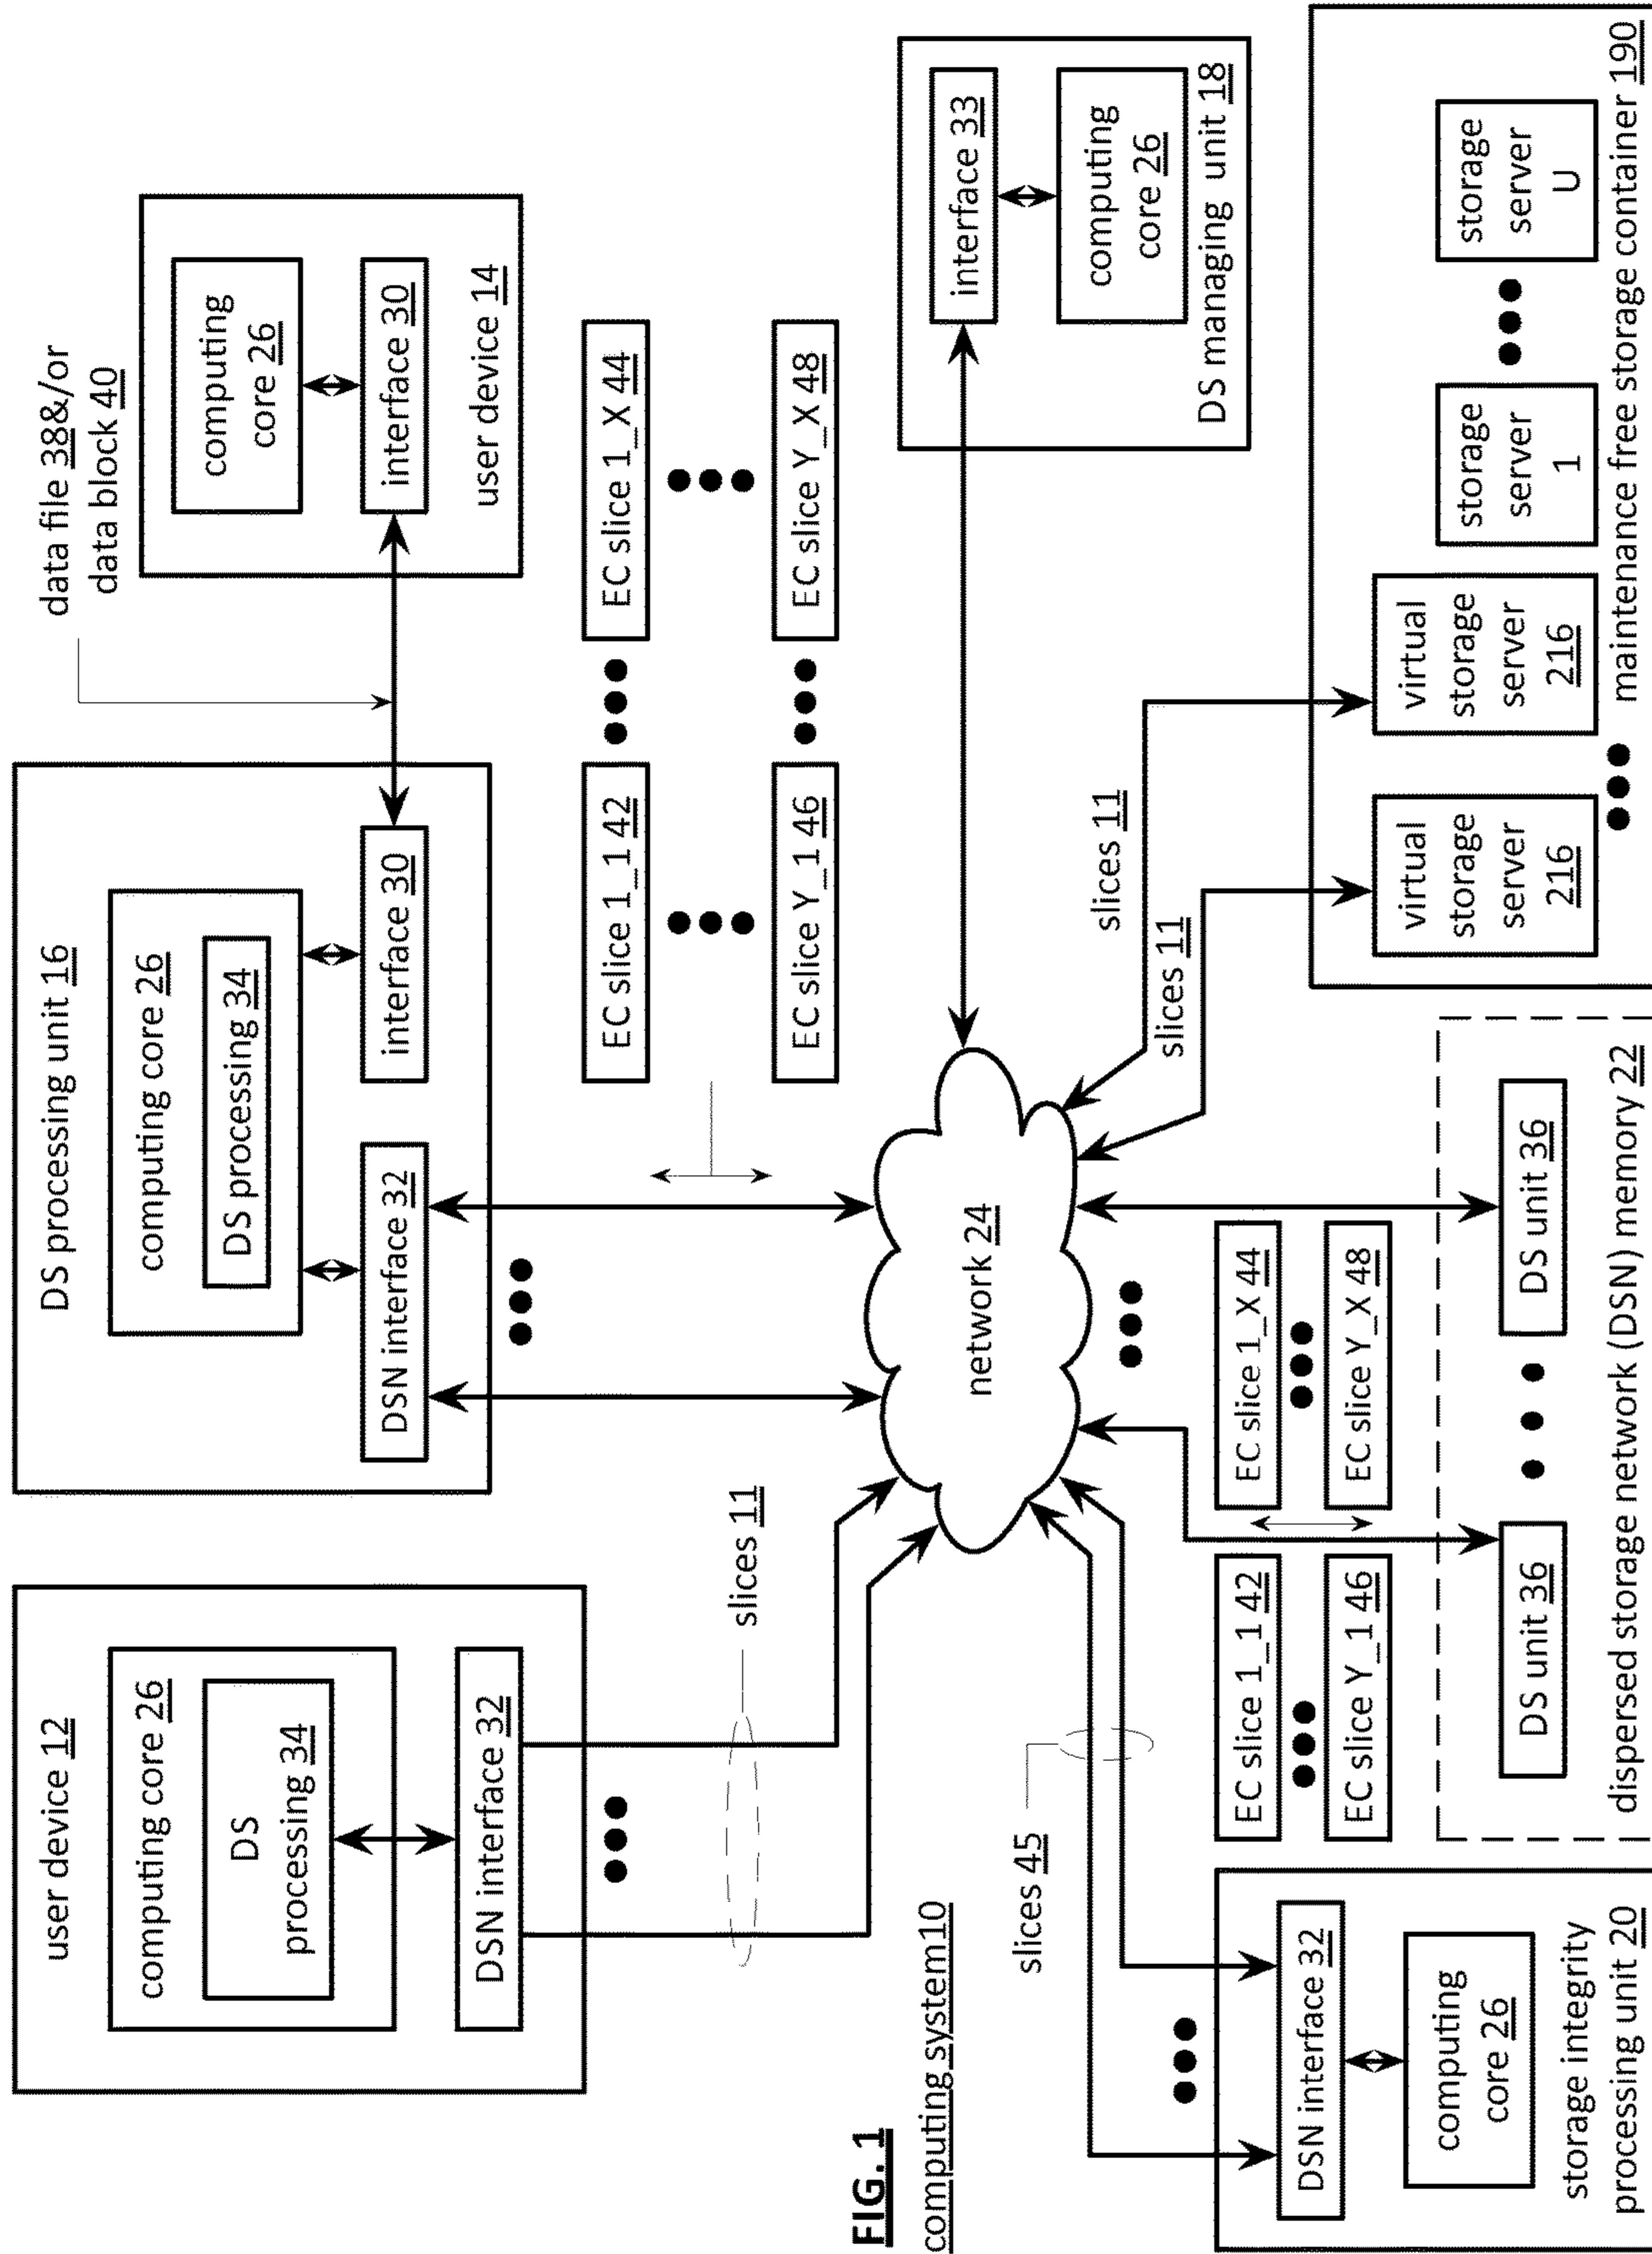 user device 12
computing core 26
DS
processing 34
DSN interface 32
slices 11
DS processing unit 16
computing core 26
DS processing 34
DSN interface 32
interface 30
data file 38&/or
data block 40
computing
core 26
interface 30
user device 14
EC slice 1_1 42
EC slice 1_X 44
EC slice Y_1 46
EC slice Y_X 48
FIG. 1
computing system10
network 24
interface 33
computing
core 26
DS managing unit 18
slices 45
slices 11
slices 11
DSN interface 32
computing
core 26
storage integrity
processing unit 20
EC slice 1_1 42
EC slice 1_X 44
EC slice Y_1 46
EC slice Y_X 48
DS unit 36
DS unit 36
dispersed storage network (DSN) memory 22
virtual
storage
server
216
virtual
storage
server
216
storage
server
1
storage
server
U
maintenance free storage container 190